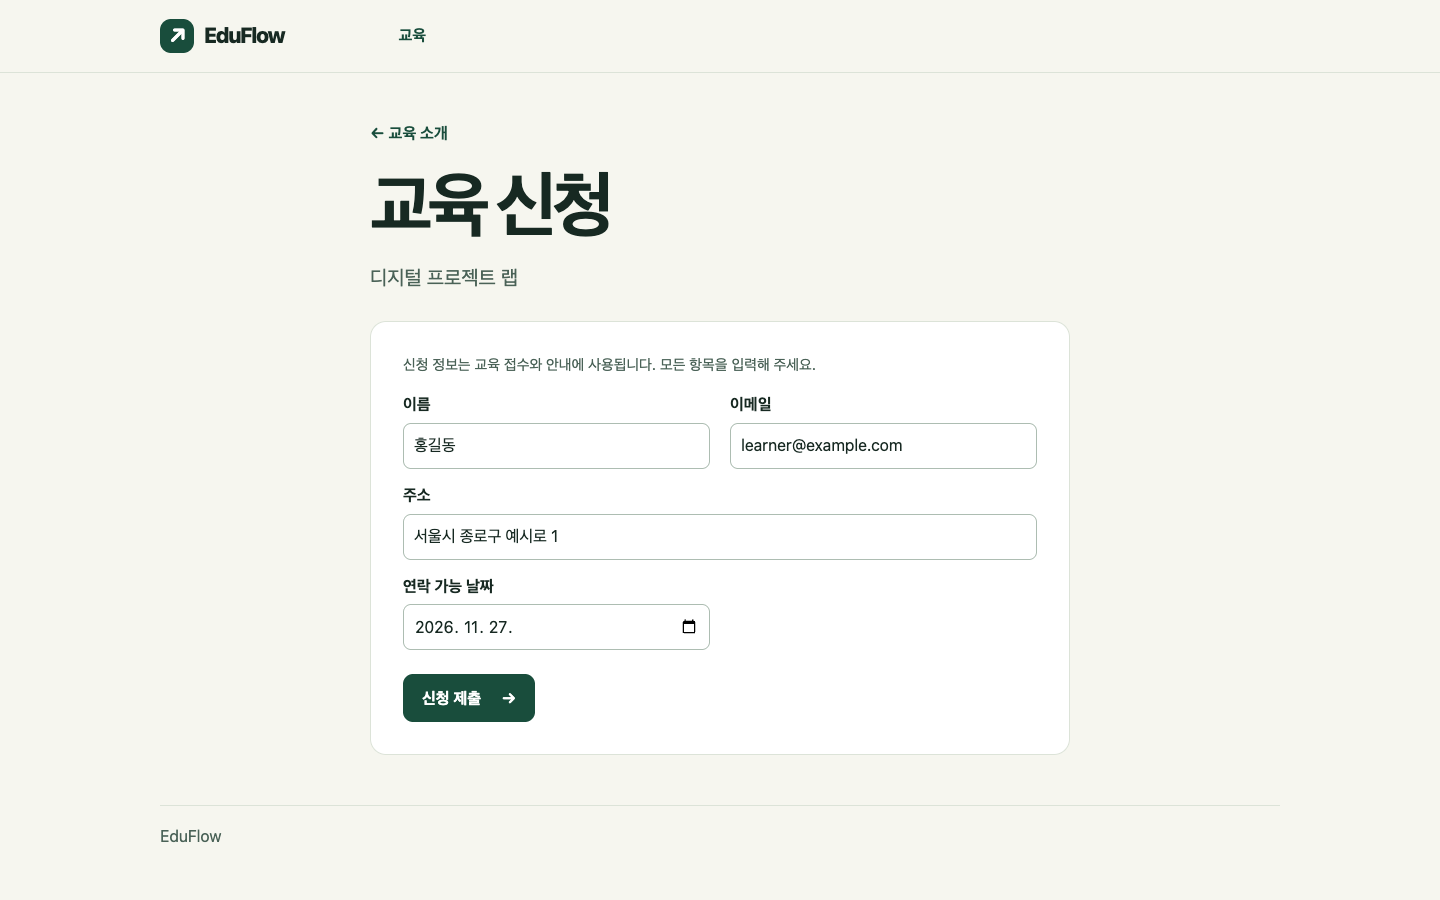 EduFlow
교육
← 교육 소개
교육 신청
디지털 프로젝트 랩
신청 정보는 교육 접수와 안내에 사용됩니다. 모든 항목을 입력해 주세요.
이름
홍길동
이메일
learner@example.com
주소
서울시 종로구 예시로 1
연락 가능 날짜
2026. 11. 27.
신청 제출 →
EduFlow